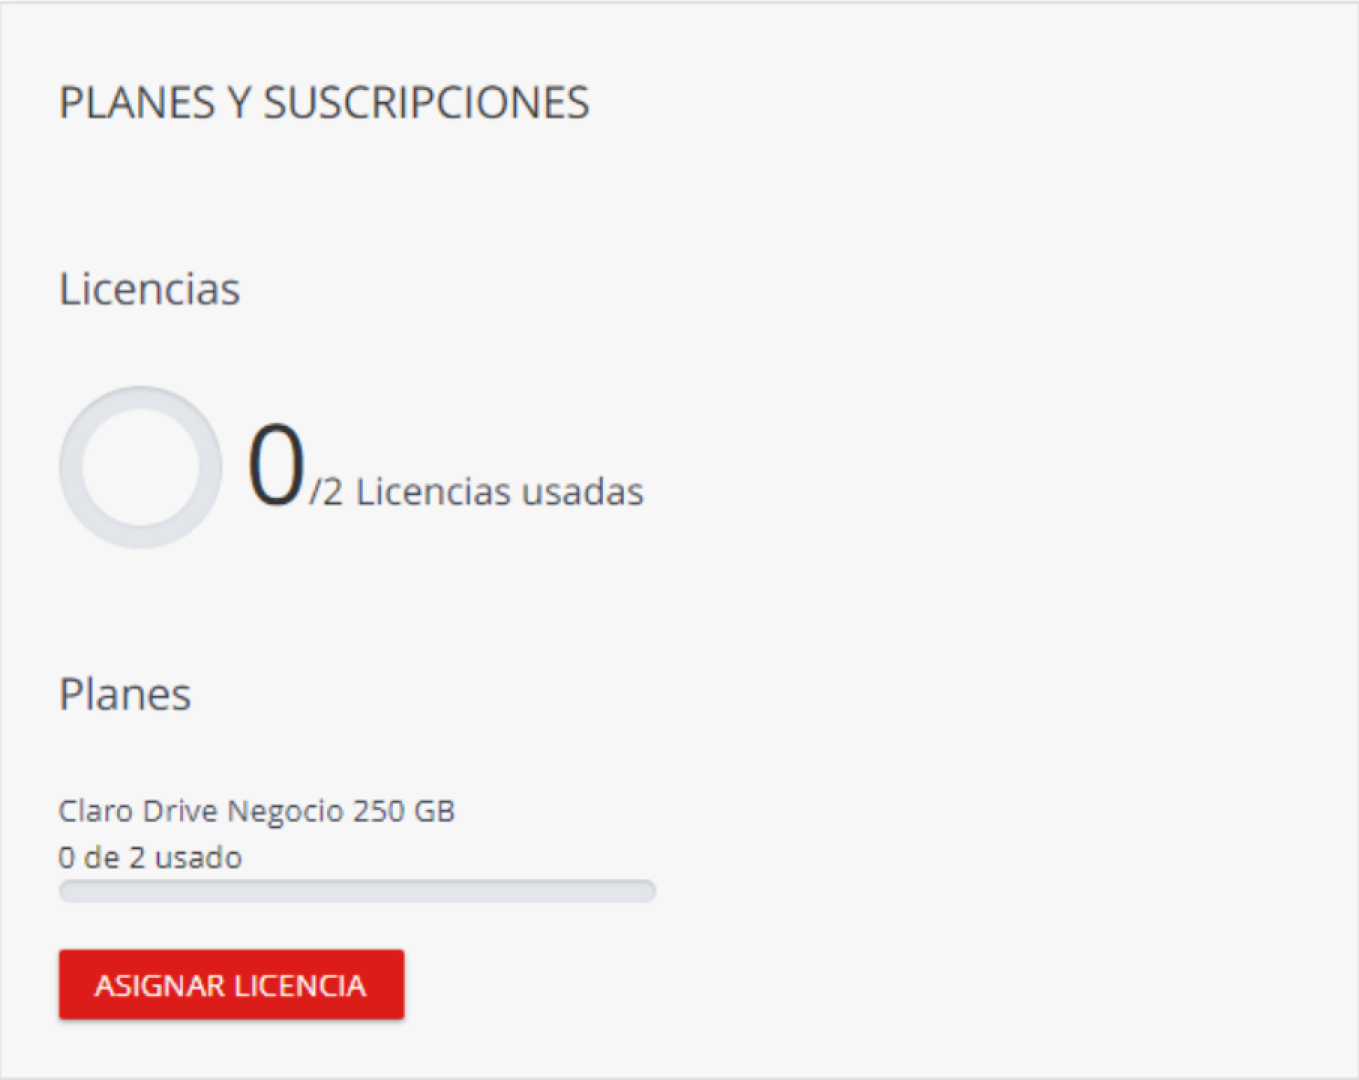 PLANES Y SUSCRIPCIONES
Licencias
0/2 Licencias usadas
Planes
Claro Drive Negocio 250 GB
0 de 2 usado
ASIGNAR LICENCIA